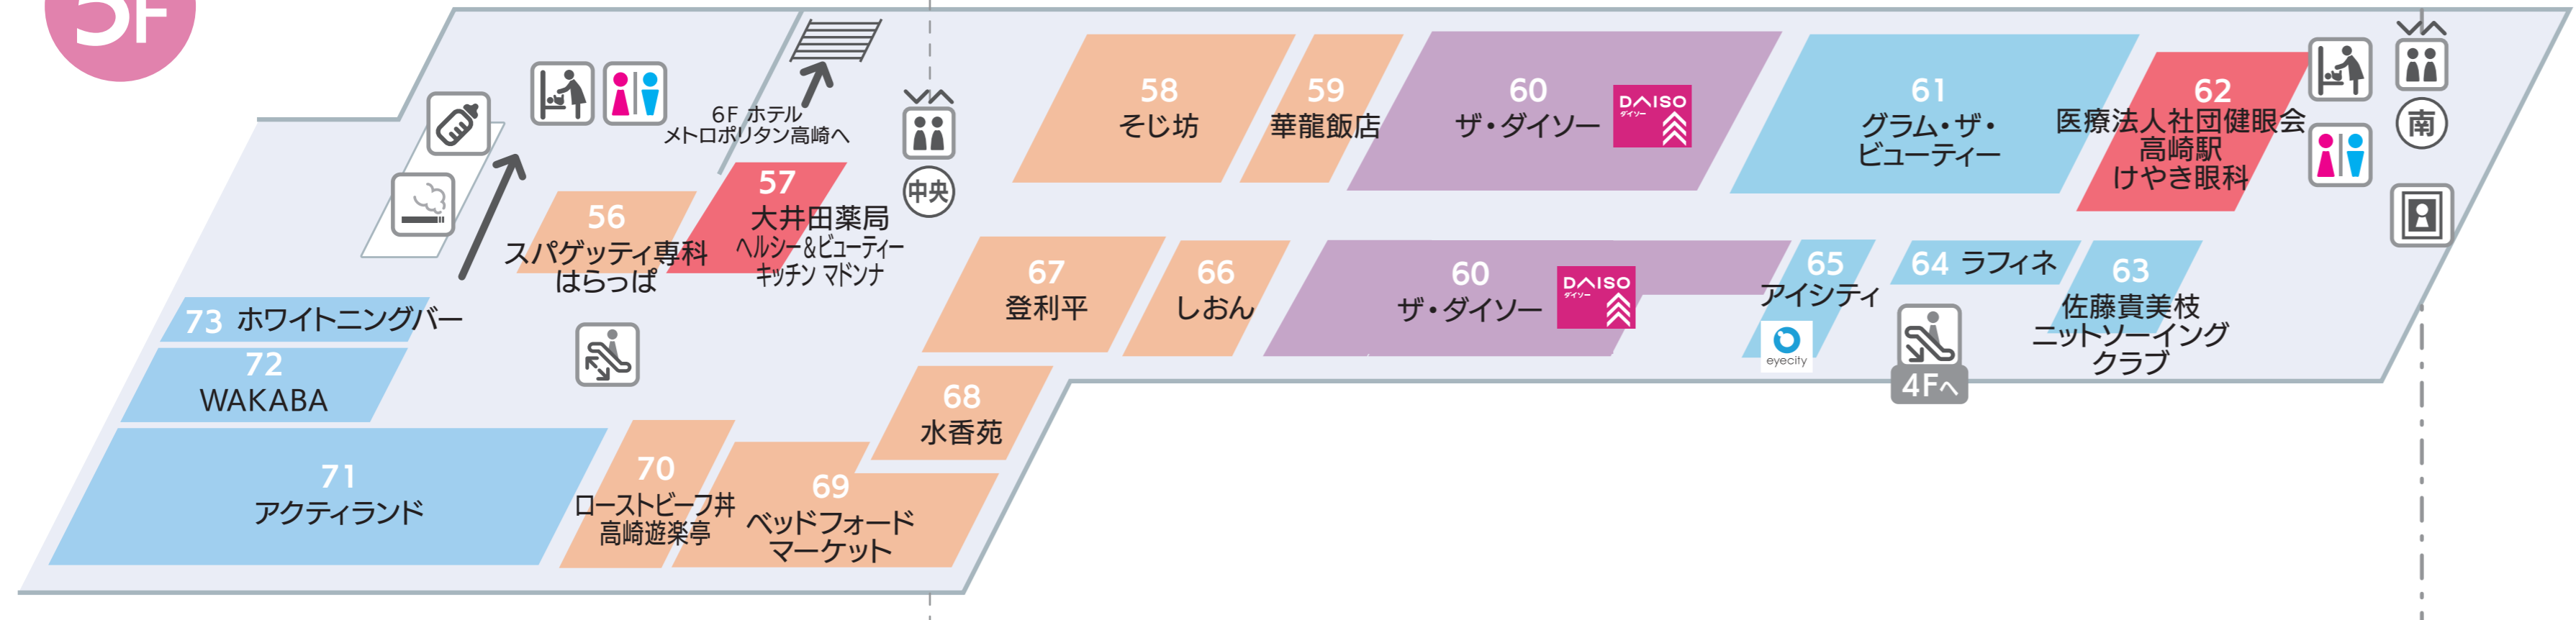 5F
6F ホテル
メトロポリタン高崎へ
中央
56
スパゲッティ専科
はらっぱ
57
大井田薬局
ヘルシー&ビューティー
キッチン マドンナ
58
そじ坊
59
華龍飯店
60
ザ・ダイソー
DAISO
ダイソー
61
グラム・ザ・
ビューティー
62
医療法人社団健眼会
高崎駅
けやき眼科
南
67
登利平
66
しおん
60
ザ・ダイソー
DAISO
ダイソー
65
アイシティ
eyecity
64 ラフィネ
63
佐藤貴美枝
ニットソーイング
クラブ
4Fへ
73 ホワイトニングバー
72
WAKABA
71
アクティランド
70
ローストビーフ丼
高崎遊楽亭
69
ベッドフォード
マーケット
68
水香苑